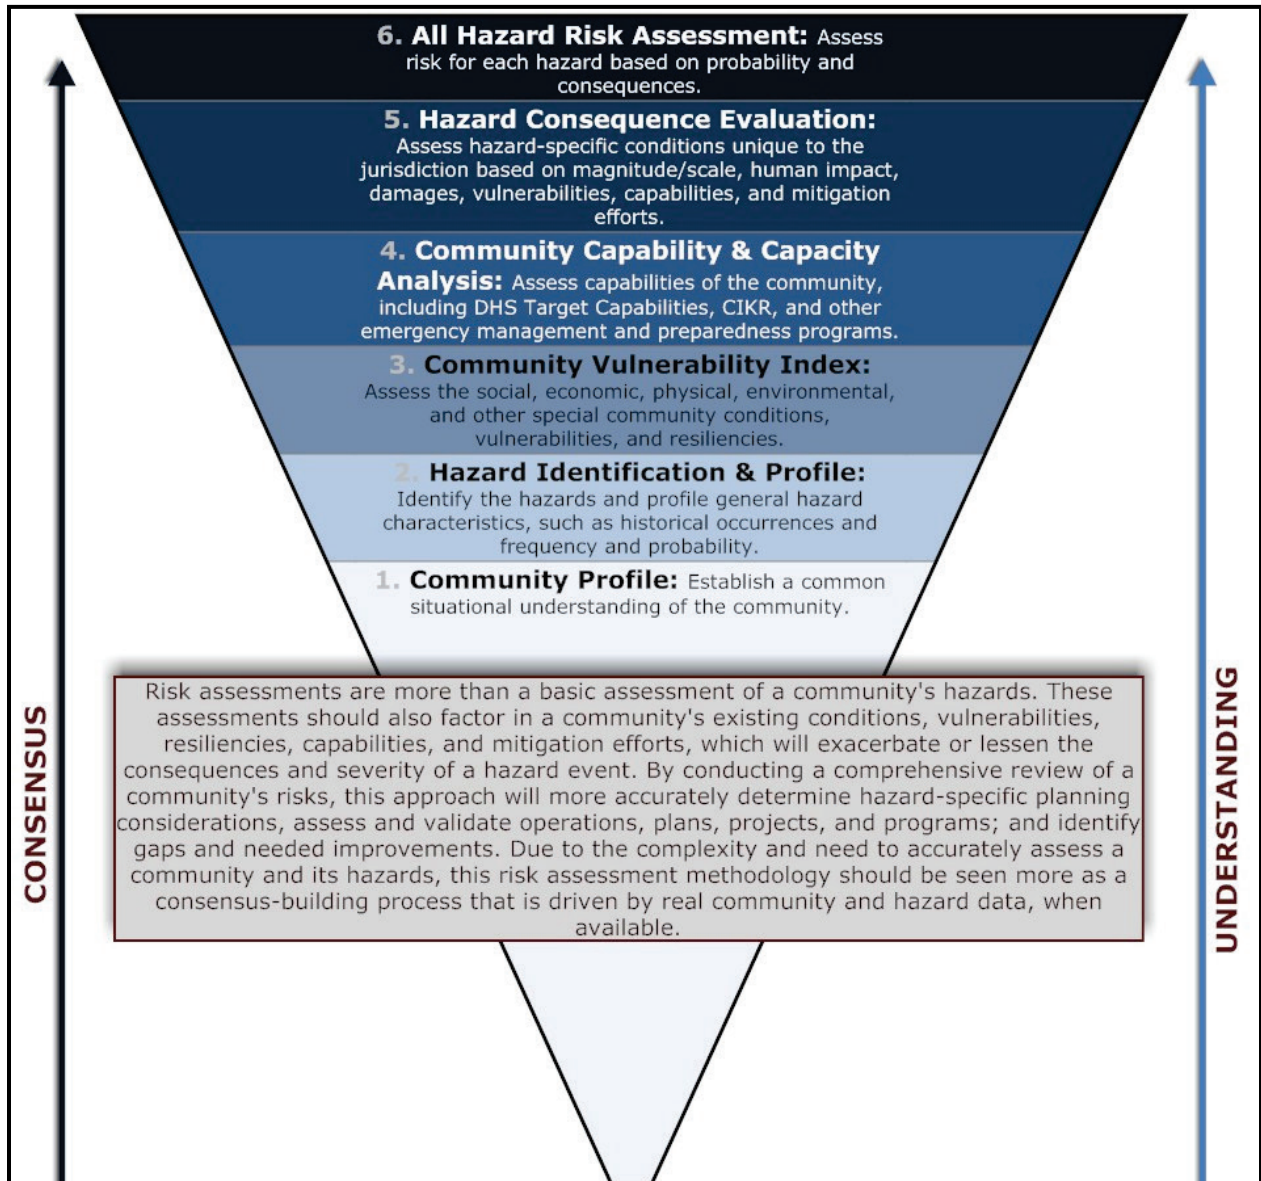 6. All Hazard Risk Assessment: Assess
risk for each hazard based on probability and
consequences.
5. Hazard Consequence Evaluation:
Assess hazard-specific conditions unique to the
jurisdiction based on magnitude/scale, human impact,
damages, vulnerabilities, capabilities, and mitigation
efforts.
4. Community Capability & Capacity
Analysis: Assess capabilities of the community,
including DHS Target Capabilities, CIKR, and other
emergency management and preparedness programs.
3. Community Vulnerability Index:
Assess the social, economic, physical, environmental,
and other special community conditions,
vulnerabilities, and resiliencies.
2. Hazard Identification & Profile:
Identify the hazards and profile general hazard
characteristics, such as historical occurrences and
frequency and probability.
1. Community Profile: Establish a common
situational understanding of the community.
Risk assessments are more than a basic assessment of a community's hazards. These
assessments should also factor in a community's existing conditions, vulnerabilities,
resiliencies, capabilities, and mitigation efforts, which will exacerbate or lessen the
consequences and severity of a hazard event. By conducting a comprehensive review of a
community's risks, this approach will more accurately determine hazard-specific planning
considerations, assess and validate operations, plans, projects, and programs; and identify
gaps and needed improvements. Due to the complexity and need to accurately assess a
community and its hazards, this risk assessment methodology should be seen more as a
consensus-building process that is driven by real community and hazard data, when
available.
CONSENSUS
UNDERSTANDING